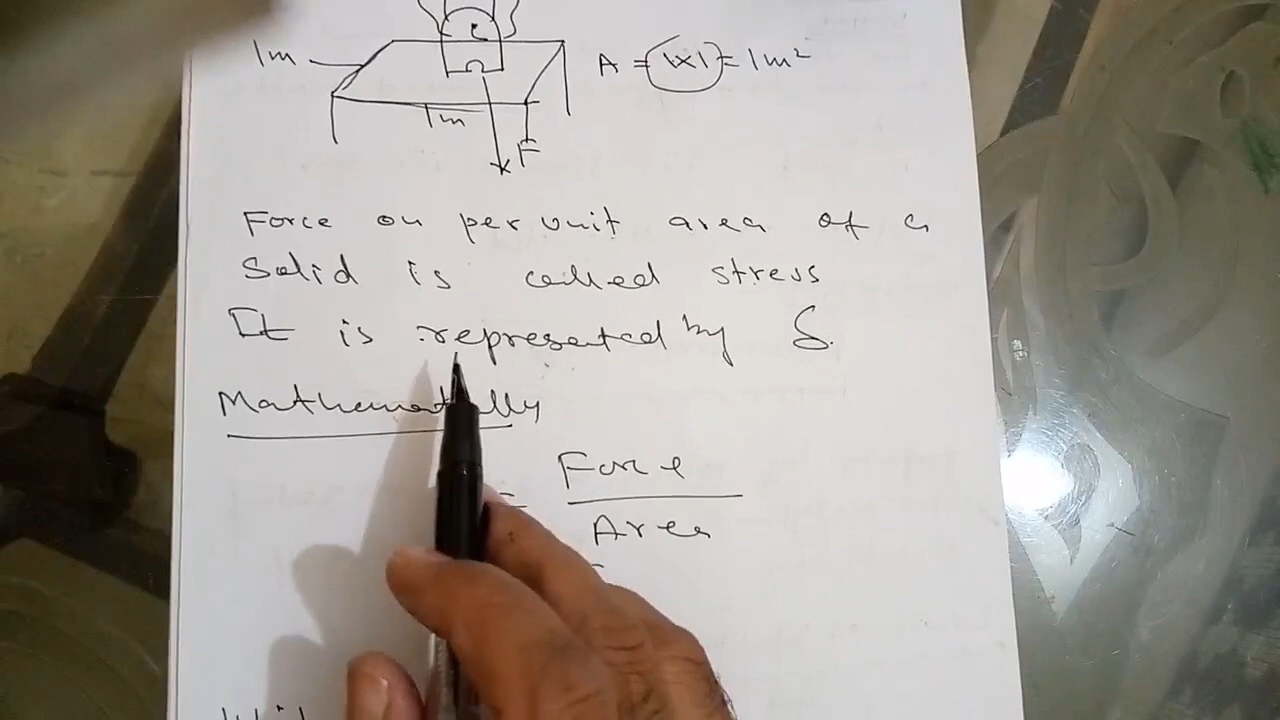 1m
A = 1x1 = 1m²
1m
F
Force on per unit area of a
Solid is called stress
It is represented by δ.
Mathematically
= Force
Area